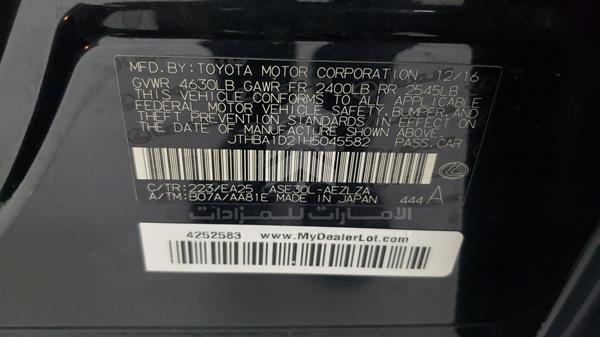 MFD. BY: TOYOTA MOTOR CORPORATION 12/16
GVWR 4630LB GAWR FR 2400LB RR 2545LB
THIS VEHICLE CONFORMS TO ALL APPLICABLE
FEDERAL MOTOR VEHICLE SAFETY, BUMPER, AND
THEFT PREVENTION STANDARDS IN EFFECT ON THE DATE
OF MANUFACTURE SHOWN ABOVE.
JTHBA1D21H5045582 PASS. CAR
C/TR: 223/EA25 ASE30L-AEZLZA
A/TM: B07A/AA81E MADE IN JAPAN 444 A
الامارات للمزادات
4252583 www.MyDealerLot.com